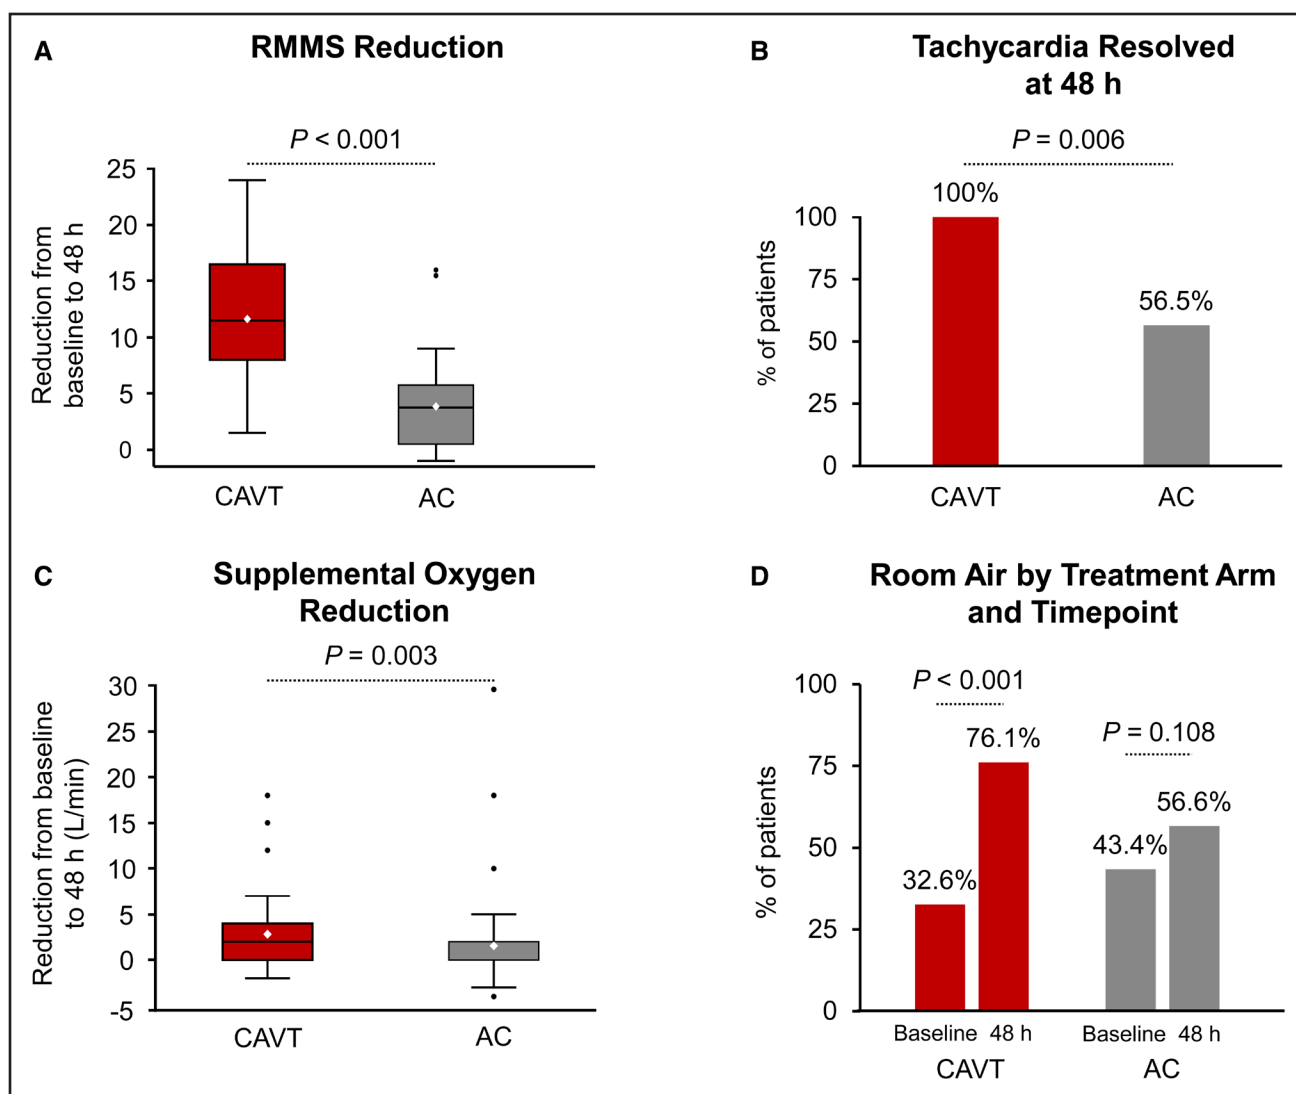 A
RMMS Reduction
P < 0.001
25
20
15
10
5
0
Reduction from
baseline to 48 h
CAVT
AC
B
Tachycardia Resolved
at 48 h
P = 0.006
100%
56.5%
100
75
50
25
0
% of patients
CAVT
AC
C
Supplemental Oxygen
Reduction
P = 0.003
30
25
20
15
10
5
0
-5
Reduction from baseline
to 48 h (L/min)
CAVT
AC
D
Room Air by Treatment Arm
and Timepoint
P < 0.001
76.1%
32.6%
P = 0.108
56.6%
43.4%
100
75
50
25
0
% of patients
Baseline 48 h
Baseline 48 h
CAVT
AC